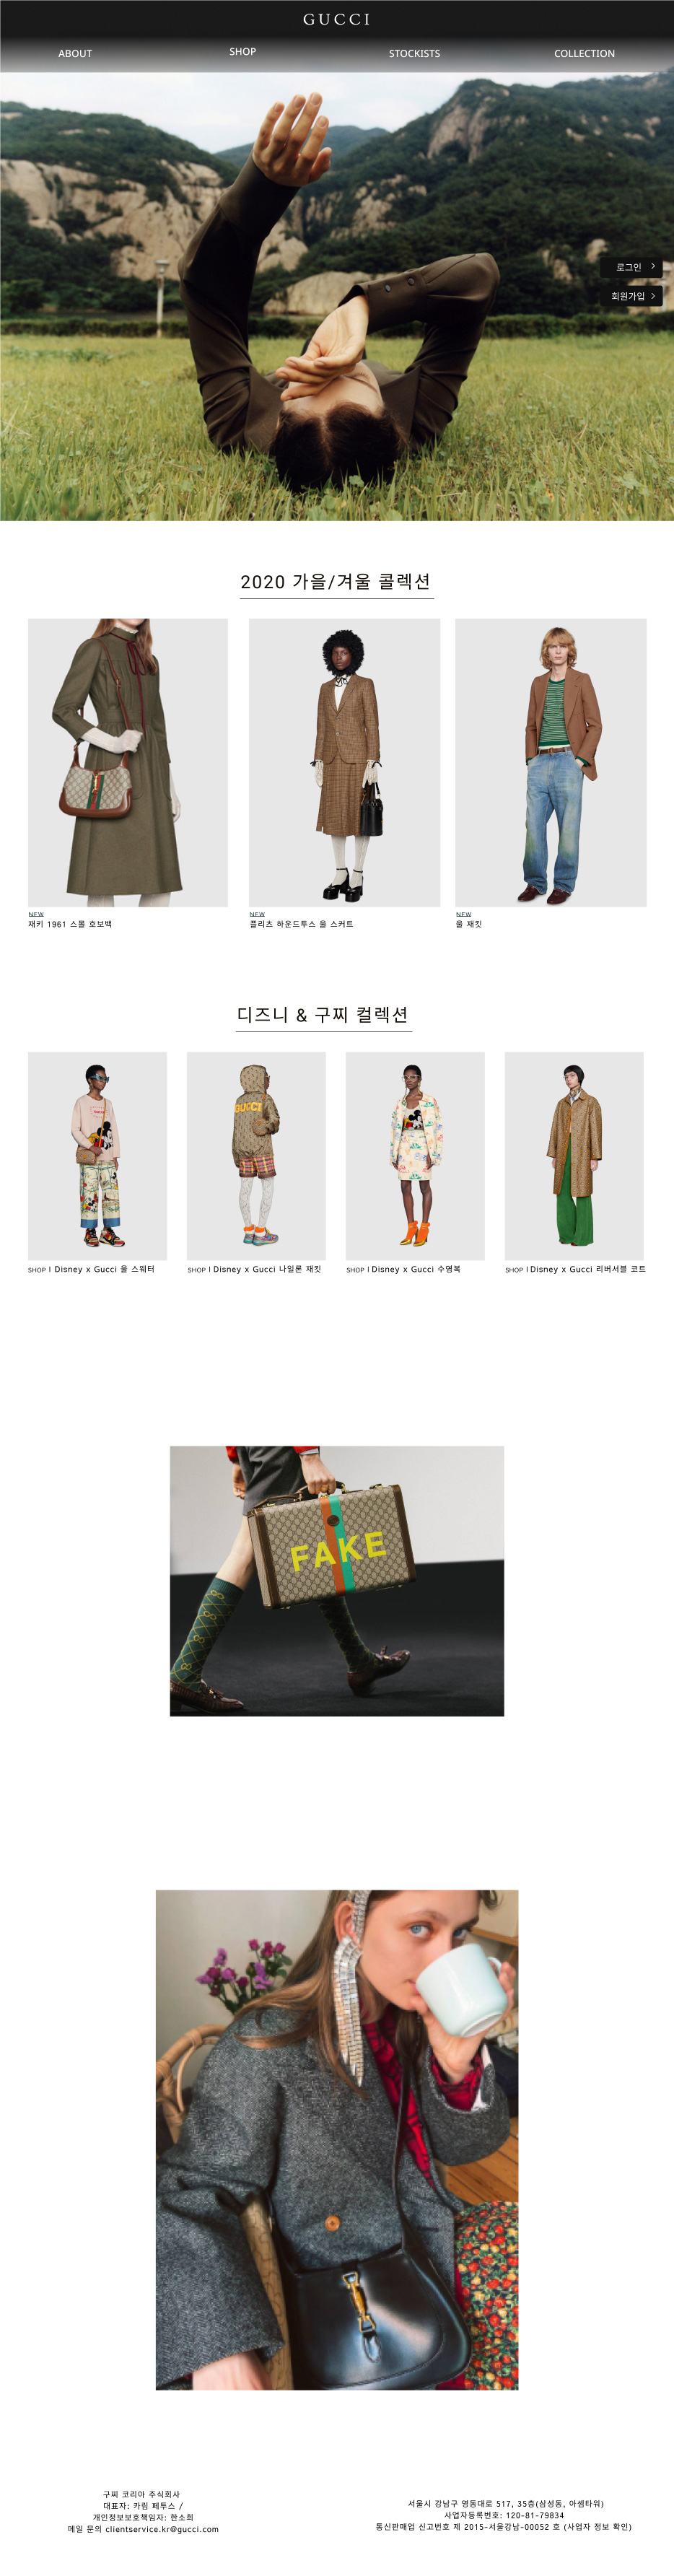 GUCCI
ABOUT SHOP STOCKISTS COLLECTION
로그인
회원가입
2020 가을/겨울 콜렉션
NEW
재키 1961 스몰 호보백
NEW
플리츠 하운드투스 울 스커트
NEW
울 재킷
디즈니 & 구찌 컬렉션
GUCCI
SHOP | Disney x Gucci 울 스웨터
SHOP | Disney x Gucci 나일론 재킷
SHOP | Disney x Gucci 수영복
SHOP | Disney x Gucci 리버서블 코트
FAKE
구찌 코리아 주식회사
대표자: 카림 페투스 /
개인정보보호책임자: 한소희
메일 문의 clientservice.kr@gucci.com
서울시 강남구 영동대로 517, 35층(삼성동, 아셈타워)
사업자등록번호: 120-81-79834
통신판매업 신고번호 제 2015-서울강남-00052 호 (사업자 정보 확인)